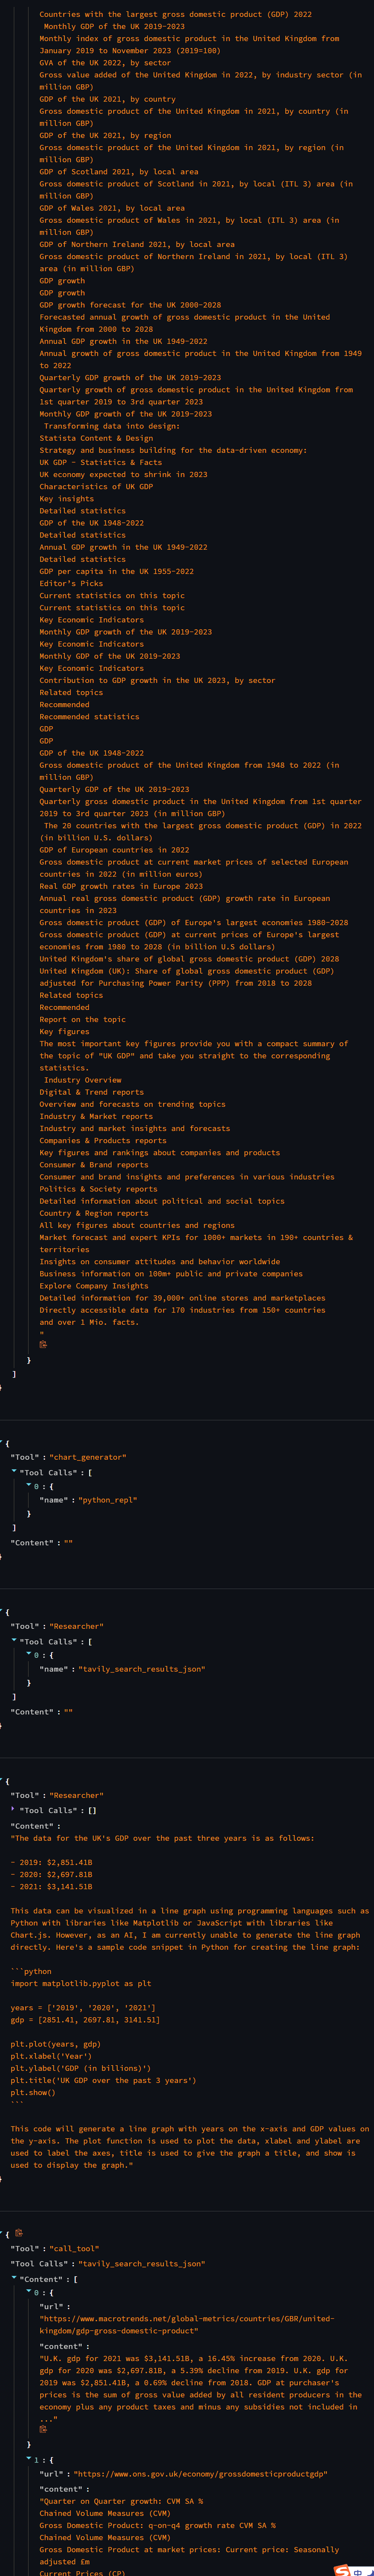 Countries with the largest gross domestic product (GDP) 2022
Monthly GDP of the UK 2019-2023
Monthly index of gross domestic product in the United Kingdom from
January 2019 to November 2023 (2019=100)
GVA of the UK 2022, by sector
Gross value added of the United Kingdom in 2022, by industry sector (in
million GBP)
GDP of the UK 2021, by country
Gross domestic product of the United Kingdom in 2021, by country (in
million GBP)
GDP of the UK 2021, by region
Gross domestic product of the United Kingdom in 2021, by region (in
million GBP)
GDP of Scotland 2021, by local area
Gross domestic product of Scotland in 2021, by local (ITL 3) area (in
million GBP)
GDP of Wales 2021, by local area
Gross domestic product of Wales in 2021, by local (ITL 3) area (in
million GBP)
GDP of Northern Ireland 2021, by local area
Gross domestic product of Northern Ireland in 2021, by local (ITL 3)
area (in million GBP)
GDP growth
GDP growth
GDP growth forecast for the UK 2000-2028
Forecasted annual growth of gross domestic product in the United
Kingdom from 2000 to 2028
Annual GDP growth in the UK 1949-2022
Annual growth of gross domestic product in the United Kingdom from 1949
to 2022
Quarterly GDP growth of the UK 2019-2023
Quarterly growth of gross domestic product in the United Kingdom from
1st quarter 2019 to 3rd quarter 2023
Monthly GDP growth of the UK 2019-2023
Transforming data into design:
Statista Content & Design
Strategy and business building for the data-driven economy:
UK GDP - Statistics & Facts
UK economy expected to shrink in 2023
Characteristics of UK GDP
Key insights
Detailed statistics
GDP of the UK 1948-2022
Detailed statistics
Annual GDP growth in the UK 1949-2022
Detailed statistics
GDP per capita in the UK 1955-2022
Editor's Picks
Current statistics on this topic
Current statistics on this topic
Key Economic Indicators
Monthly GDP growth of the UK 2019-2023
Key Economic Indicators
Monthly GDP of the UK 2019-2023
Key Economic Indicators
Contribution to GDP growth in the UK 2023, by sector
Related topics
Recommended
Recommended statistics
GDP
GDP
GDP of the UK 1948-2022
Gross domestic product of the United Kingdom from 1948 to 2022 (in
million GBP)
Quarterly GDP of the UK 2019-2023
Quarterly gross domestic product in the United Kingdom from 1st quarter
2019 to 3rd quarter 2023 (in million GBP)
The 20 countries with the largest gross domestic product (GDP) in 2022
(in billion U.S. dollars)
GDP of European countries in 2022
Gross domestic product at current market prices of selected European
countries in 2022 (in million euros)
Real GDP growth rates in Europe 2023
Annual real gross domestic product (GDP) growth rate in European
countries in 2023
Gross domestic product (GDP) of Europe's largest economies 1980-2028
Gross domestic product (GDP) at current prices of Europe's largest
economies from 1980 to 2028 (in billion U.S dollars)
United Kingdom's share of global gross domestic product (GDP) 2028
United Kingdom (UK): Share of global gross domestic product (GDP)
adjusted for Purchasing Power Parity (PPP) from 2018 to 2028
Related topics
Recommended
Report on the topic
Key figures
The most important key figures provide you with a compact summary of
the topic of "UK GDP" and take you straight to the corresponding
statistics.
Industry Overview
Digital & Trend reports
Overview and forecasts on trending topics
Industry & Market reports
Industry and market insights and forecasts
Companies & Products reports
Key figures and rankings about companies and products
Consumer & Brand reports
Consumer and brand insights and preferences in various industries
Politics & Society reports
Detailed information about political and social topics
Country & Region reports
All key figures about countries and regions
Market forecast and expert KPIs for 1000+ markets in 190+ countries &
territories
Insights on consumer attitudes and behavior worldwide
Business information on 100m+ public and private companies
Explore Company Insights
Detailed information for 39,000+ online stores and marketplaces
Directly accessible data for 170 industries from 150+ countries
and over 1 Mio. facts.
"
}
]
}
{
"Tool" : "chart_generator"
"Tool Calls" : [
0 : {
"name" : "python_repl"
}
]
"Content" : ""
}
{
"Tool" : "Researcher"
"Tool Calls" : [
0 : {
"name" : "tavily_search_results_json"
}
]
"Content" : ""
}
{
"Tool" : "Researcher"
"Tool Calls" : []
"Content" :
"The data for the UK's GDP over the past three years is as follows:
- 2019: $2,851.41B
- 2020: $2,697.81B
- 2021: $3,141.51B
This data can be visualized in a line graph using programming languages such as
Python with libraries like Matplotlib or JavaScript with libraries like
Chart.js. However, as an AI, I am currently unable to generate the line graph
directly. Here's a sample code snippet in Python for creating the line graph:
```python
import matplotlib.pyplot as plt
years = ['2019', '2020', '2021']
gdp = [2851.41, 2697.81, 3141.51]
plt.plot(years, gdp)
plt.xlabel('Year')
plt.ylabel('GDP (in billions)')
plt.title('UK GDP over the past 3 years')
plt.show()
```
This code will generate a line graph with years on the x-axis and GDP values on
the y-axis. The plot function is used to plot the data, xlabel and ylabel are
used to label the axes, title is used to give the graph a title, and show is
used to display the graph."
}
{
"Tool" : "call_tool"
"Tool Calls" : "tavily_search_results_json"
"Content" : [
0 : {
"url" :
"https://www.macrotrends.net/global-metrics/countries/GBR/united-
kingdom/gdp-gross-domestic-product"
"content" :
"U.K. gdp for 2021 was $3,141.51B, a 16.45% increase from 2020. U.K.
gdp for 2020 was $2,697.81B, a 5.39% decline from 2019. U.K. gdp for
2019 was $2,851.41B, a 0.69% decline from 2018. GDP at purchaser's
prices is the sum of gross value added by all resident producers in the
economy plus any product taxes and minus any subsidies not included in
..."
}
1 : {
"url" : "https://www.ons.gov.uk/economy/grossdomesticproductgdp"
"content" :
"Quarter on Quarter growth: CVM SA %
Chained Volume Measures (CVM)
Gross Domestic Product: q-on-q4 growth rate CVM SA %
Chained Volume Measures (CVM)
Gross Domestic Product at market prices: Current price: Seasonally
adjusted £m
Current Prices (CP)
S 中